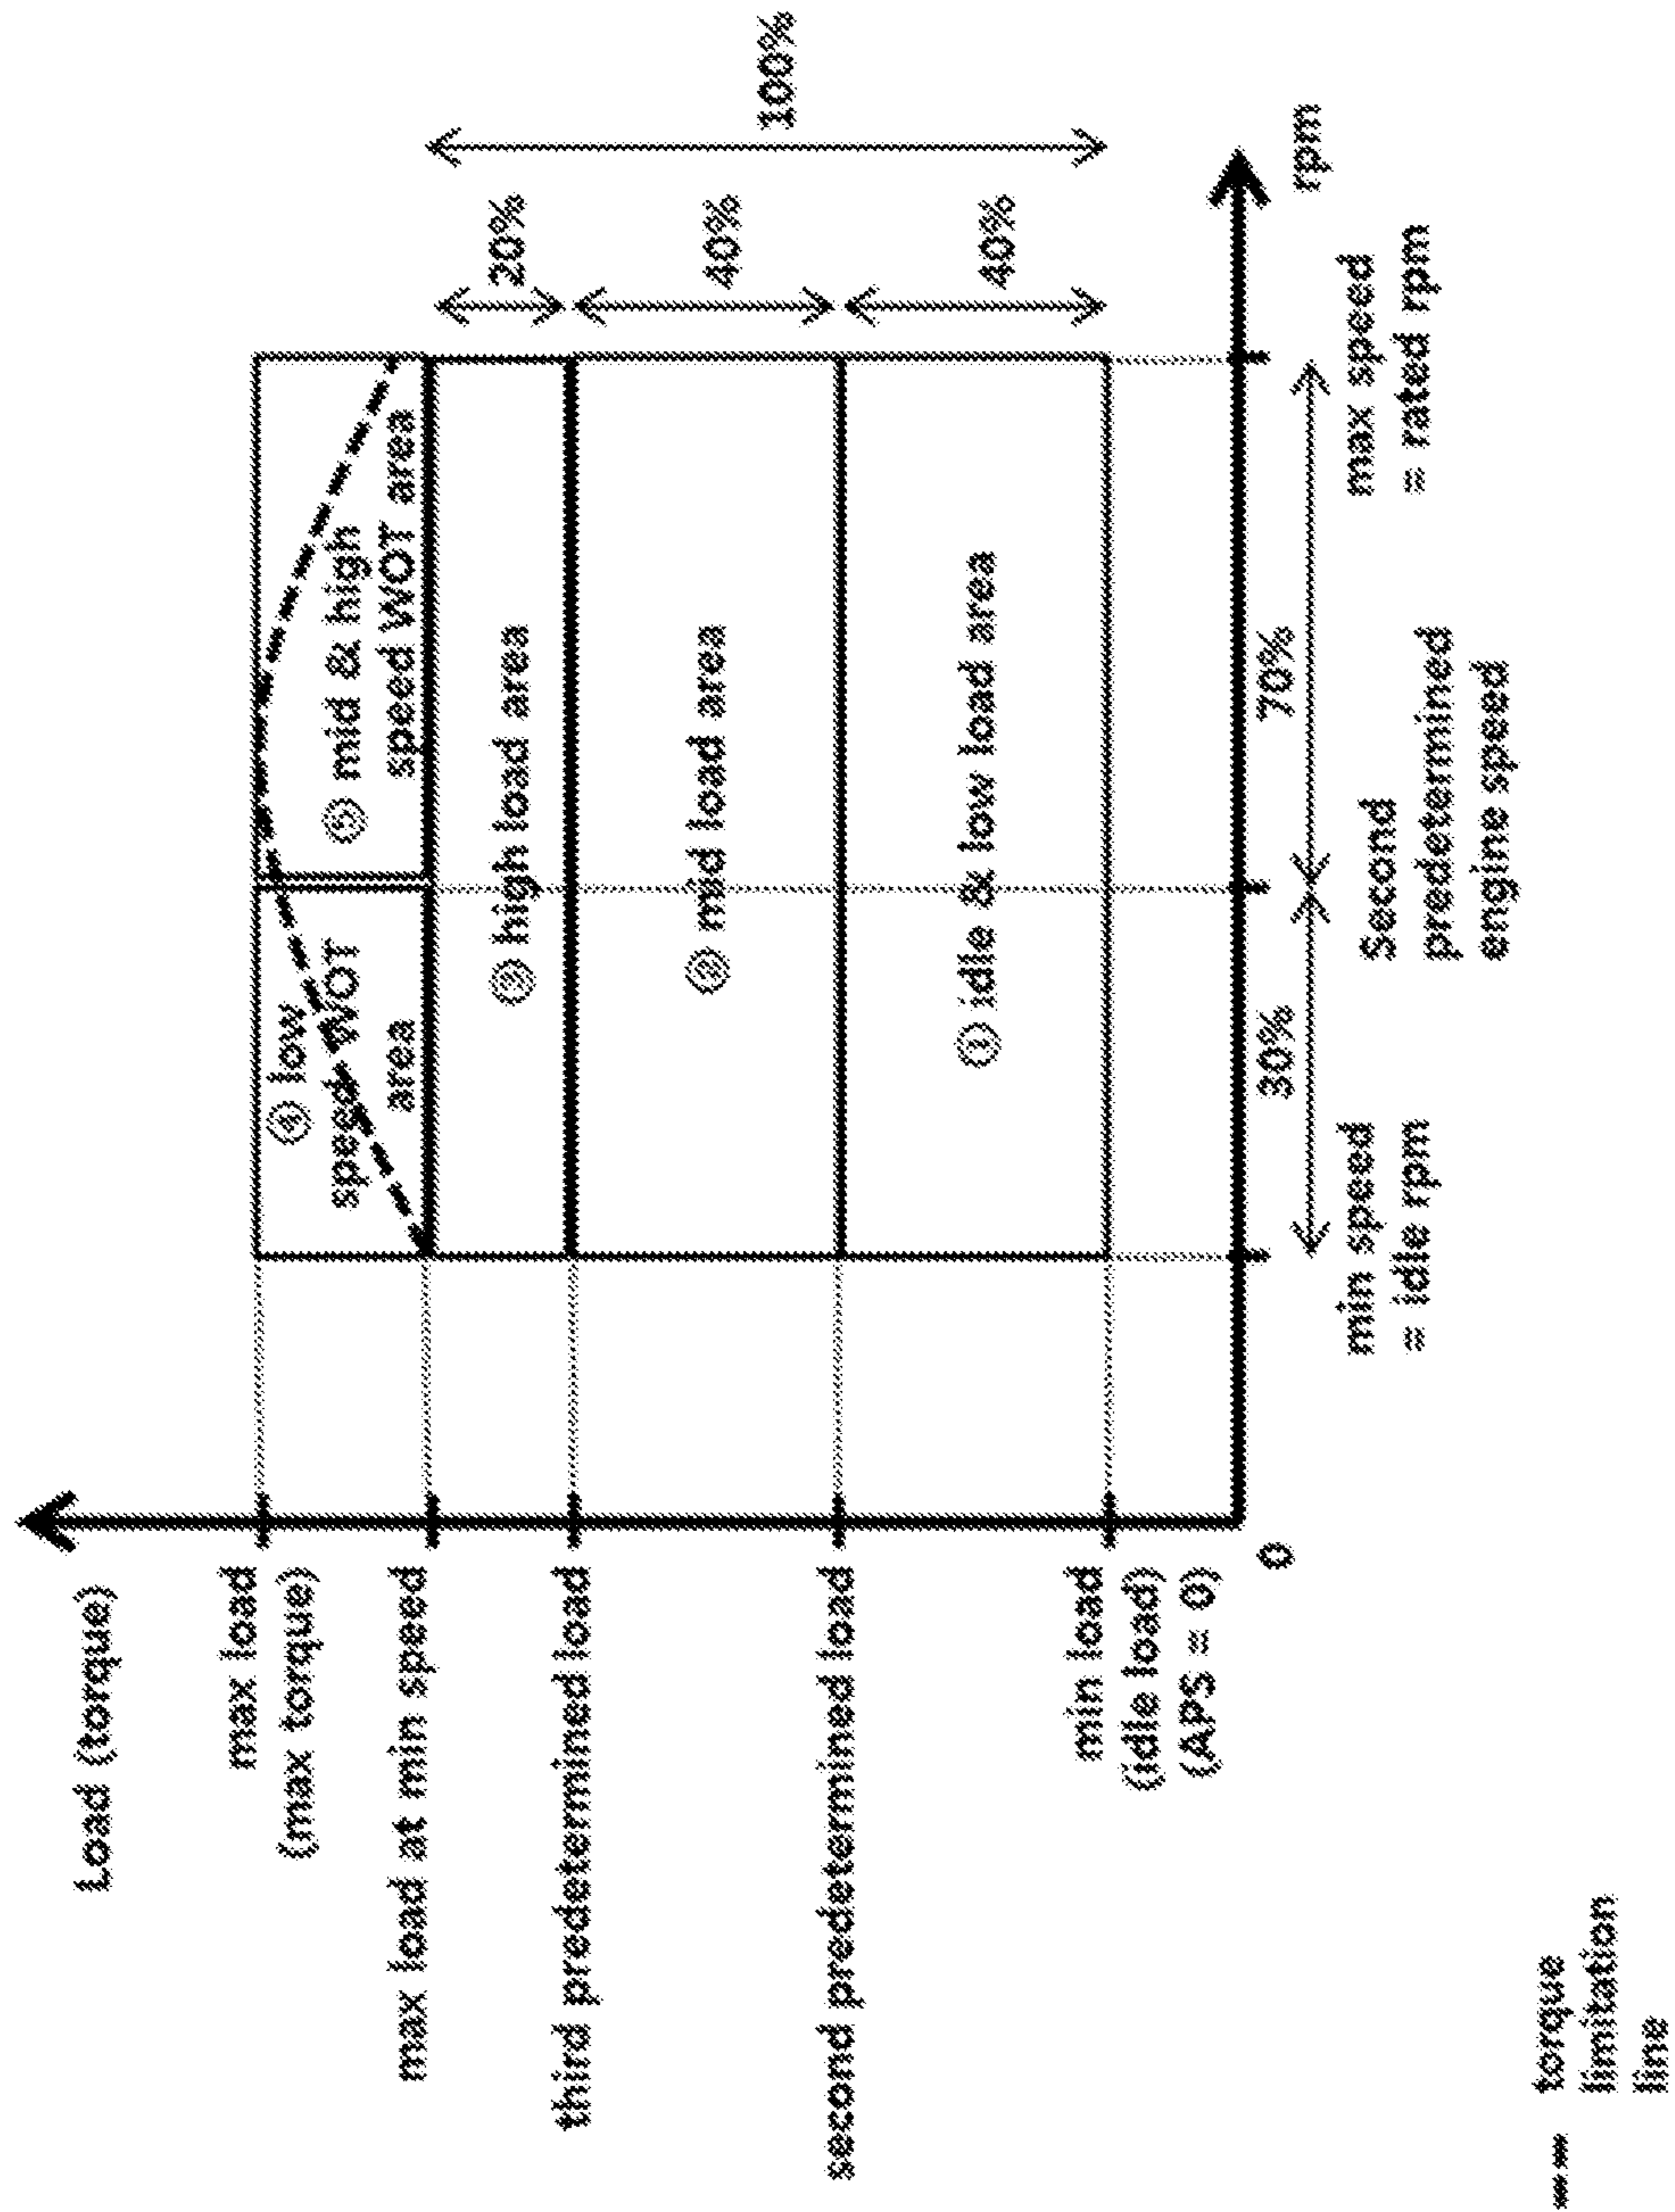 Load (torque)
max load
(max torque)
max load at min speed
third predetermined load
second predetermined load
min load
(idle load)
(APS = 0)
0
④ low
speed WOT
area
⑤ mid & high
speed WOT area
③ high load area
② mid load area
① idle & low load area
20%
40%
40%
100%
rpm
30%
70%
min speed
= idle rpm
Second
predetermined
engine speed
max speed
= rated rpm
torque
limitation
line